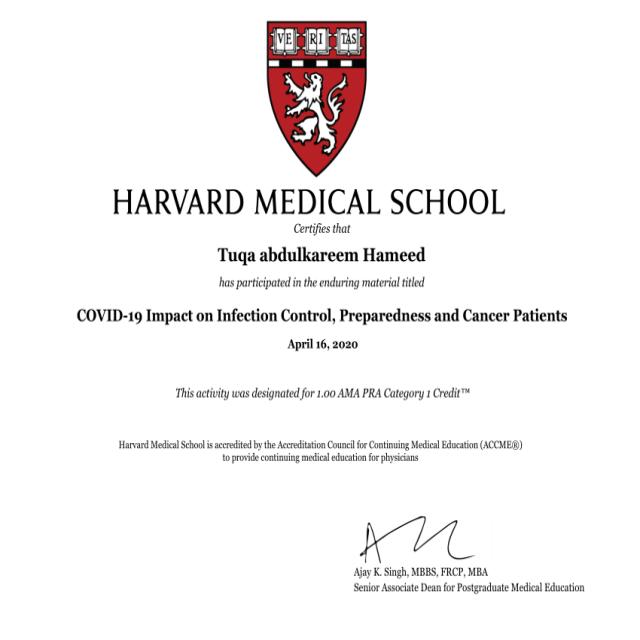 VE RI TAS
HARVARD MEDICAL SCHOOL
Certifies that
Tuqa abdulkareem Hameed
has participated in the enduring material titled
COVID-19 Impact on Infection Control, Preparedness and Cancer Patients
April 16, 2020
This activity was designated for 1.00 AMA PRA Category 1 Credit™
Harvard Medical School is accredited by the Accreditation Council for Continuing Medical Education (ACCME®)
to provide continuing medical education for physicians
Ajay K. Singh, MBBS, FRCP, MBA
Senior Associate Dean for Postgraduate Medical Education